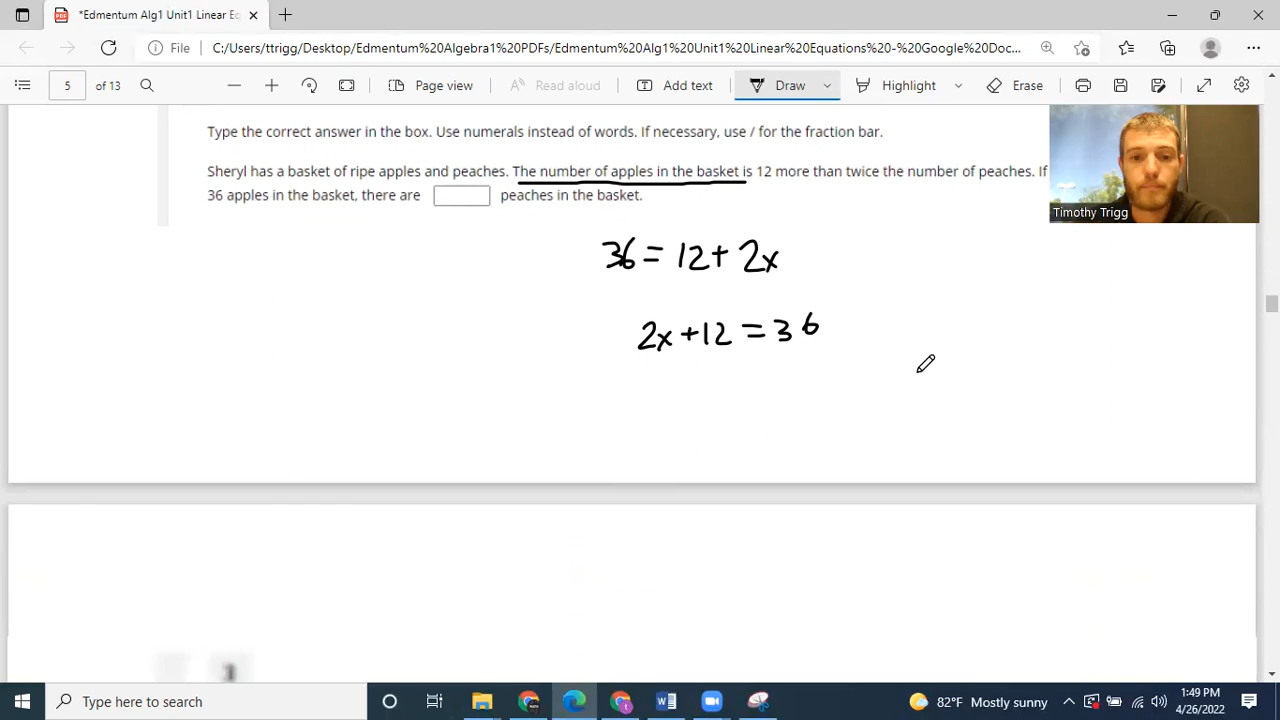 *Edmentum Alg1 Unit1 Linear Eq
File C:/Users/ttrigg/Desktop/Edmentum%20Algebra1%20PDFs/Edmentum%20Alg1%20Unit1%20Linear%20Equations%20-%20Google%20Doc...
5 of 13 Page view Read aloud Add text Draw Highlight Erase
Type the correct answer in the box. Use numerals instead of words. If necessary, use / for the fraction bar.
Sheryl has a basket of ripe apples and peaches. The number of apples in the basket is 12 more than twice the number of peaches. If
36 apples in the basket, there are peaches in the basket.
Timothy Trigg
36 = 12 + 2x
2x + 12 = 36
1
Type here to search 82°F Mostly sunny 1:49 PM
4/26/2022